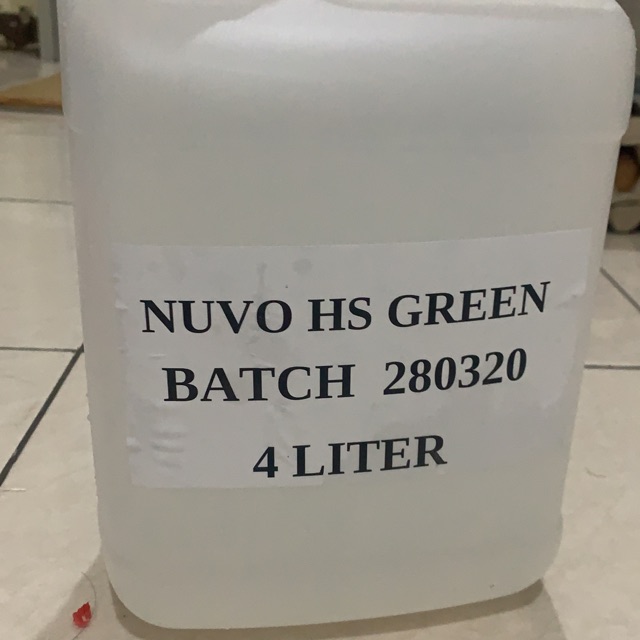 NUVO HS GREEN
BATCH 280320
4 LITER